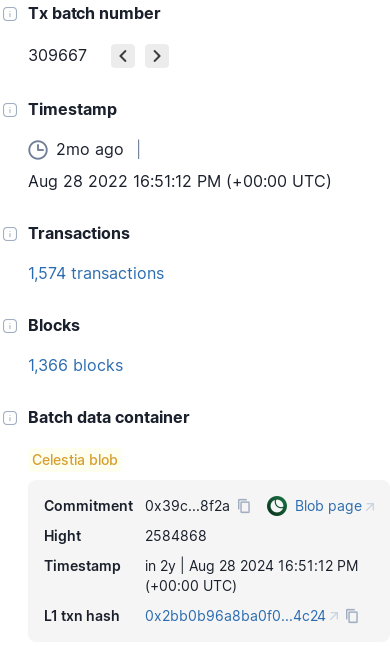 Tx batch number
309667
Timestamp
2mo ago
Aug 28 2022 16:51:12 PM (+00:00 UTC)
Transactions
1,574 transactions
Blocks
1,366 blocks
Batch data container
Celestia blob
Commitment 0x39c...8f2a Blob page
Hight 2584868
Timestamp in 2y | Aug 28 2024 16:51:12 PM
(+00:00 UTC)
L1 txn hash 0x2bb0b96a8ba0f0...4c24